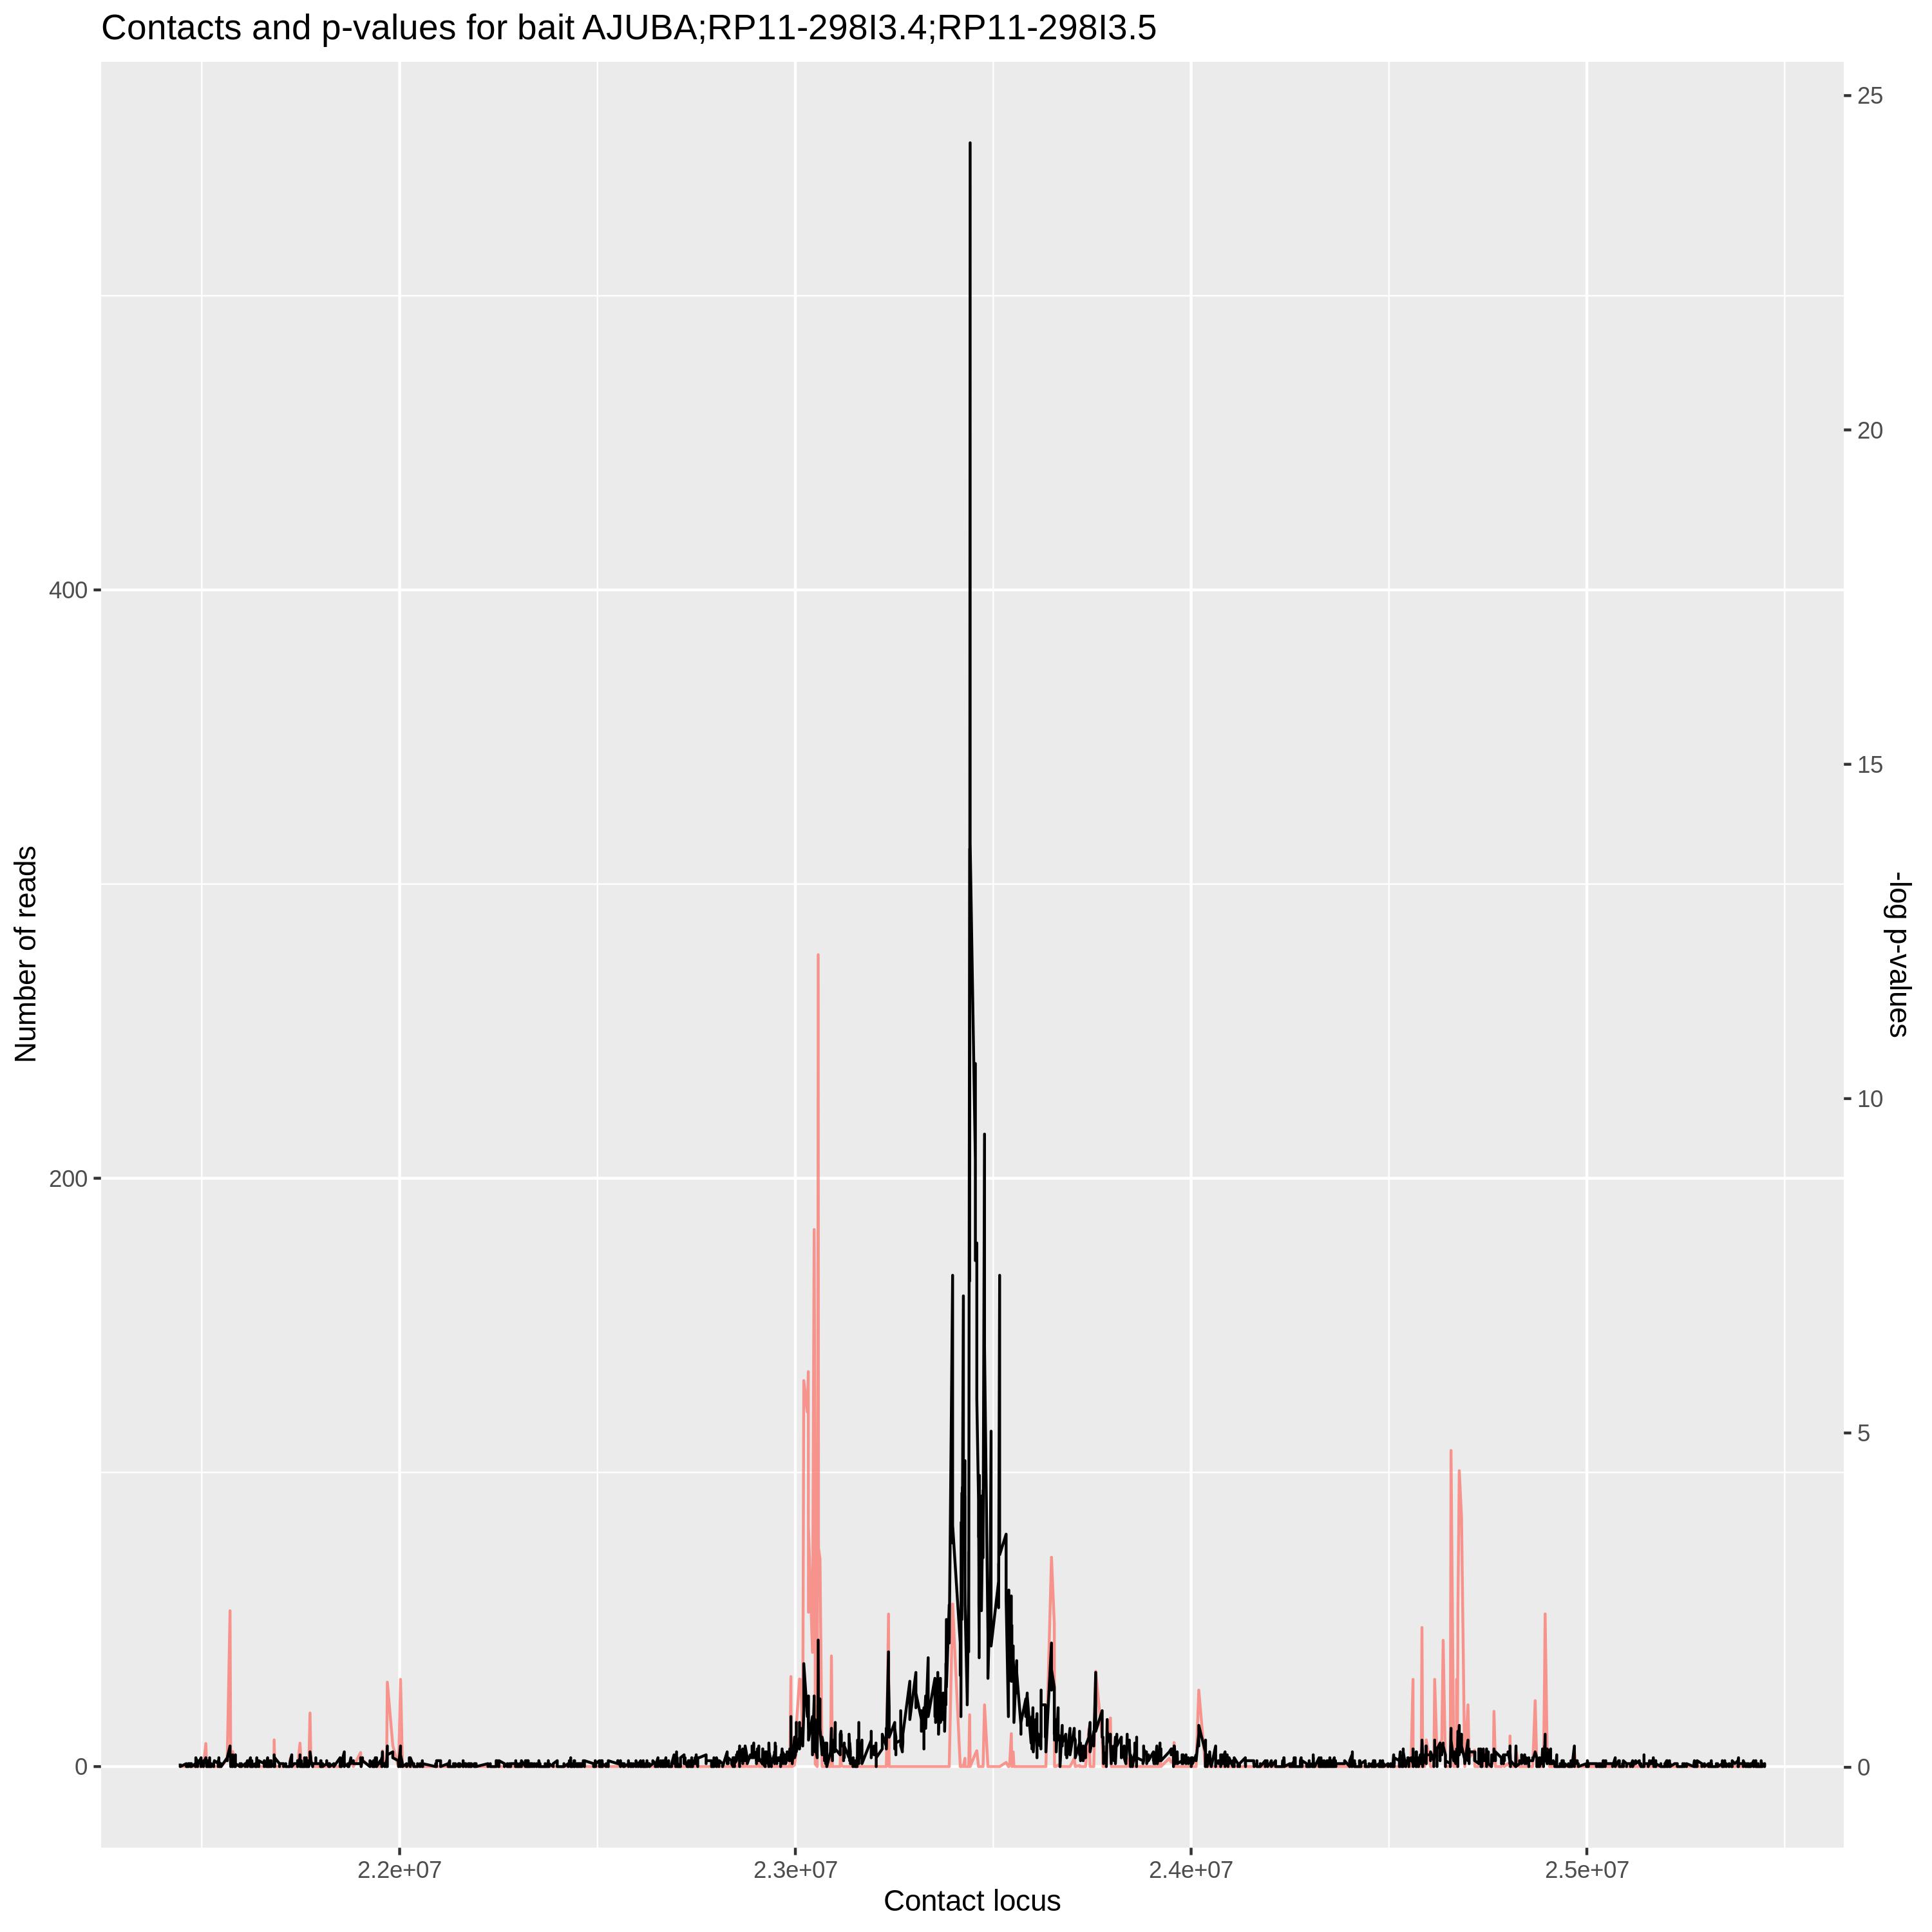 Contacts and p-values for bait AJUBA;RP11-298I3.4;RP11-298I3.5
Number of reads
400
200
0
25
20
15
10
5
0
-log p-values
2.2e+07
2.3e+07
2.4e+07
2.5e+07
Contact locus